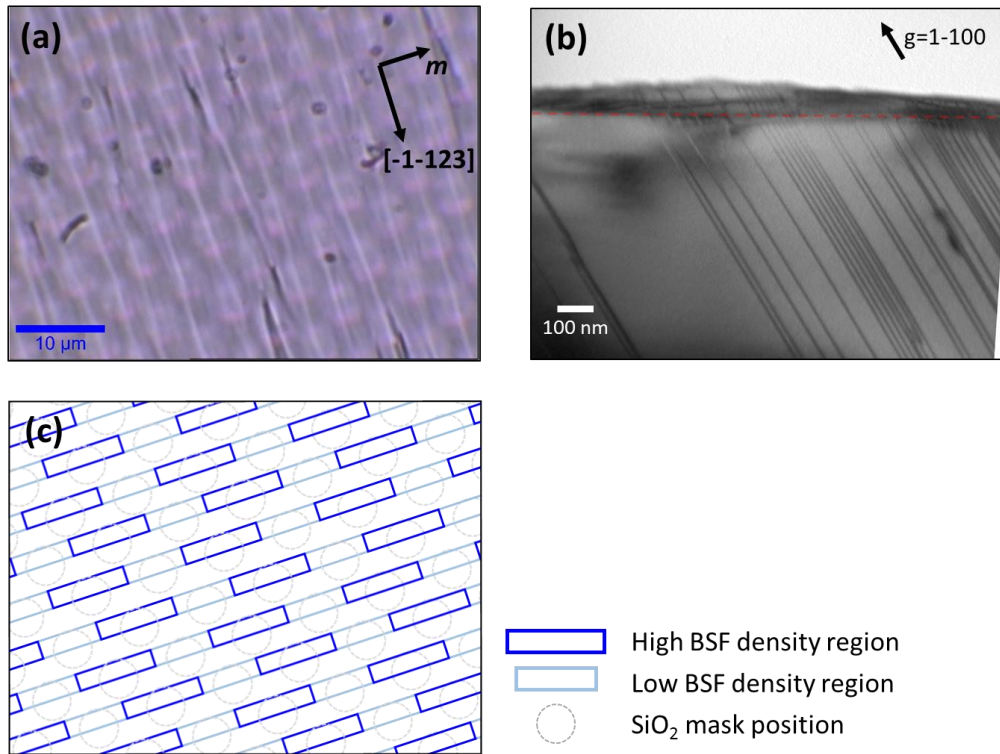 (a)
m
[-1-123]
10 µm
(b)
g=1-100
100 nm
(c)
High BSF density region
Low BSF density region
SiO₂ mask position